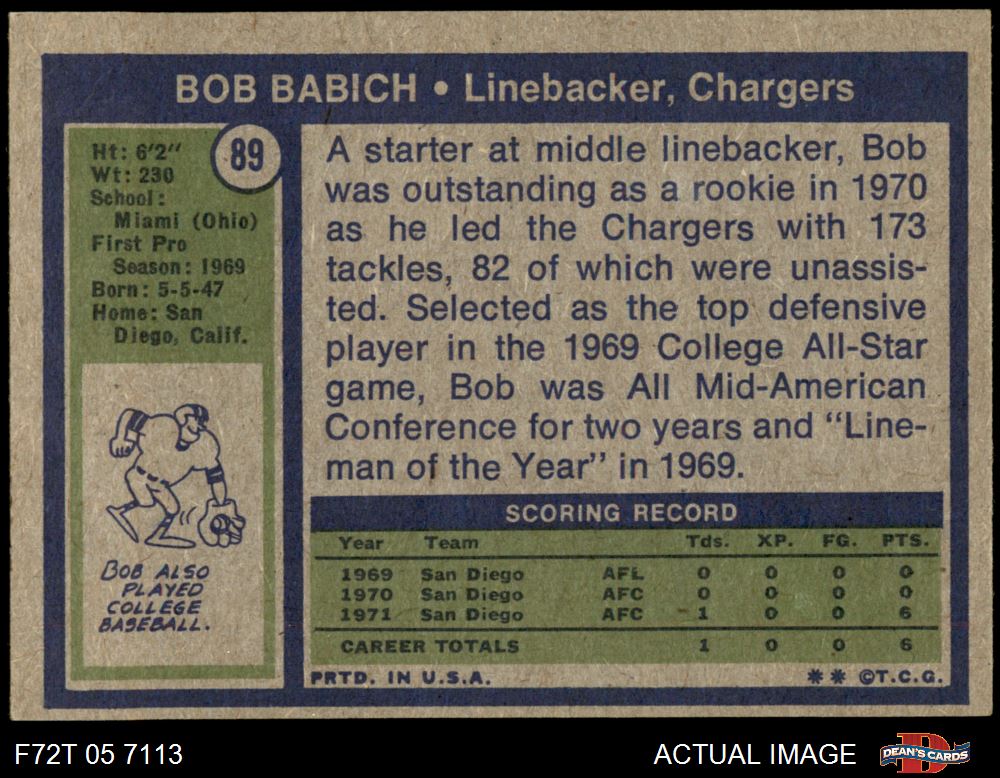 BOB BABICH • Linebacker, Chargers
89
Ht: 6'2"
Wt: 230
School:
Miami (Ohio)
First Pro
Season: 1969
Born: 5-5-47
Home: San
Diego, Calif.
BOB ALSO
PLAYED
COLLEGE
BASEBALL.
A starter at middle linebacker, Bob
was outstanding as a rookie in 1970
as he led the Chargers with 173
tackles, 82 of which were unassis-
ted. Selected as the top defensive
player in the 1969 College All-Star
game, Bob was All Mid-American
Conference for two years and "Line-
man of the Year" in 1969.
SCORING RECORD
Year Team Tds. XP. FG. PTS.
1969 San Diego AFL 0 0 0 0
1970 San Diego AFC 0 0 0 0
1971 San Diego AFC 1 0 0 6
CAREER TOTALS 1 0 0 6
PRTD. IN U.S.A. ** ©T.C.G.
F72T 05 7113
ACTUAL IMAGE
DEAN'S CARDS